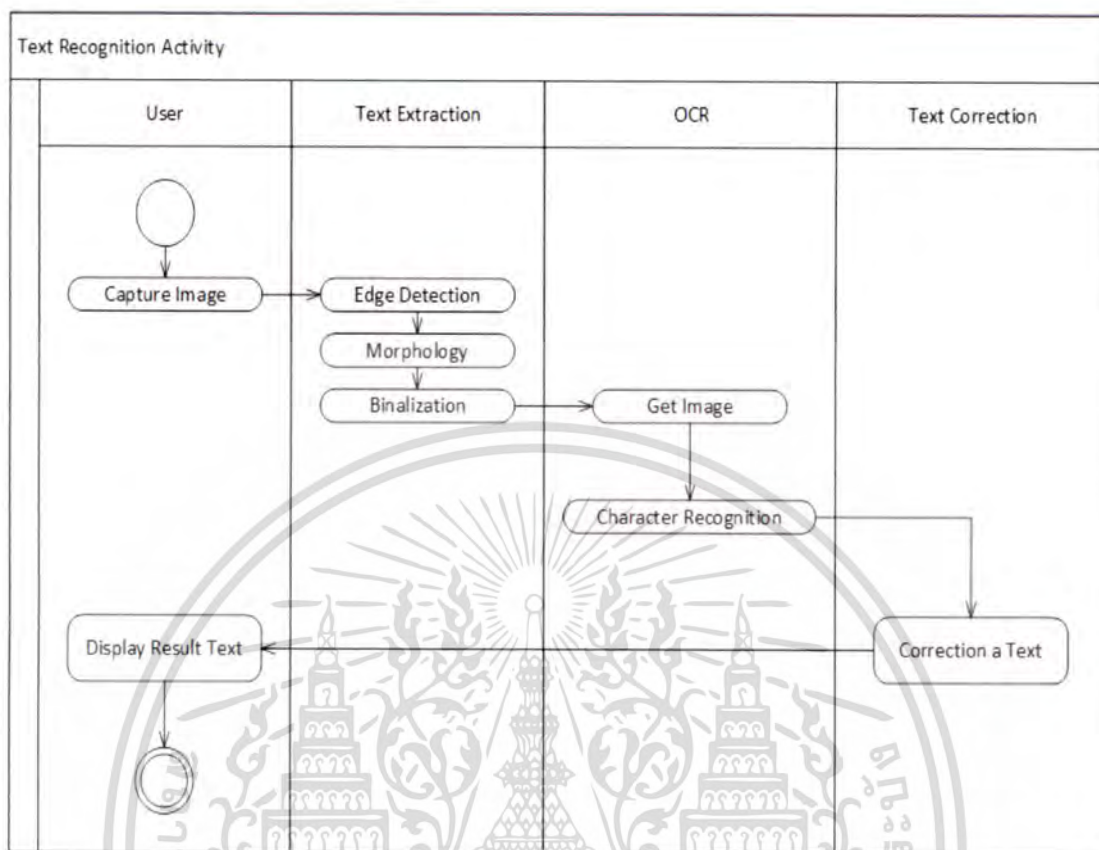 Text Recognition Activity
User Text Extraction OCR Text Correction
Capture Image Edge Detection
Morphology
Binalization Get Image
Character Recognition
Display Result Text Correction a Text